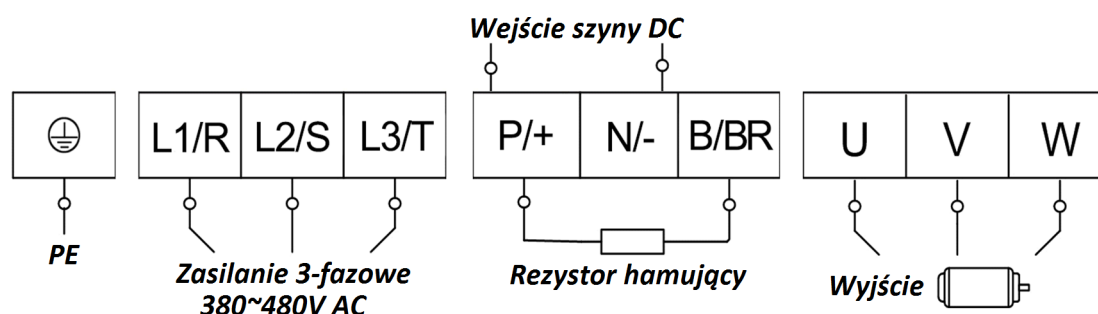 Wejście szyny DC
L1/R L2/S L3/T P/+ N/- B/BR U V W
PE
Zasilanie 3-fazowe
380~480V AC
Rezystor hamujący
Wyjście